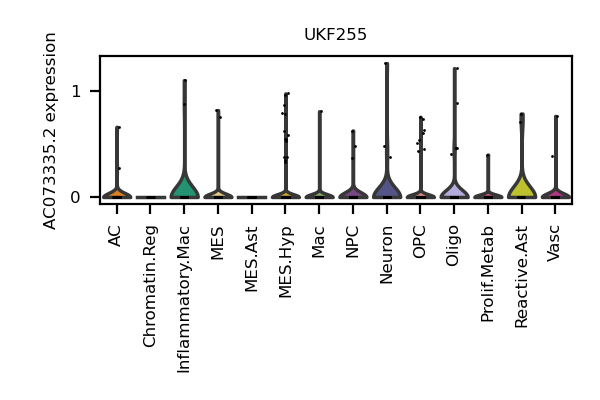 UKF255
AC073335.2 expression
1
0
AC
Chromatin.Reg
Inflammatory.Mac
MES
MES.Ast
MES.Hyp
Mac
NPC
Neuron
OPC
Oligo
Prolif.Metab
Reactive.Ast
Vasc